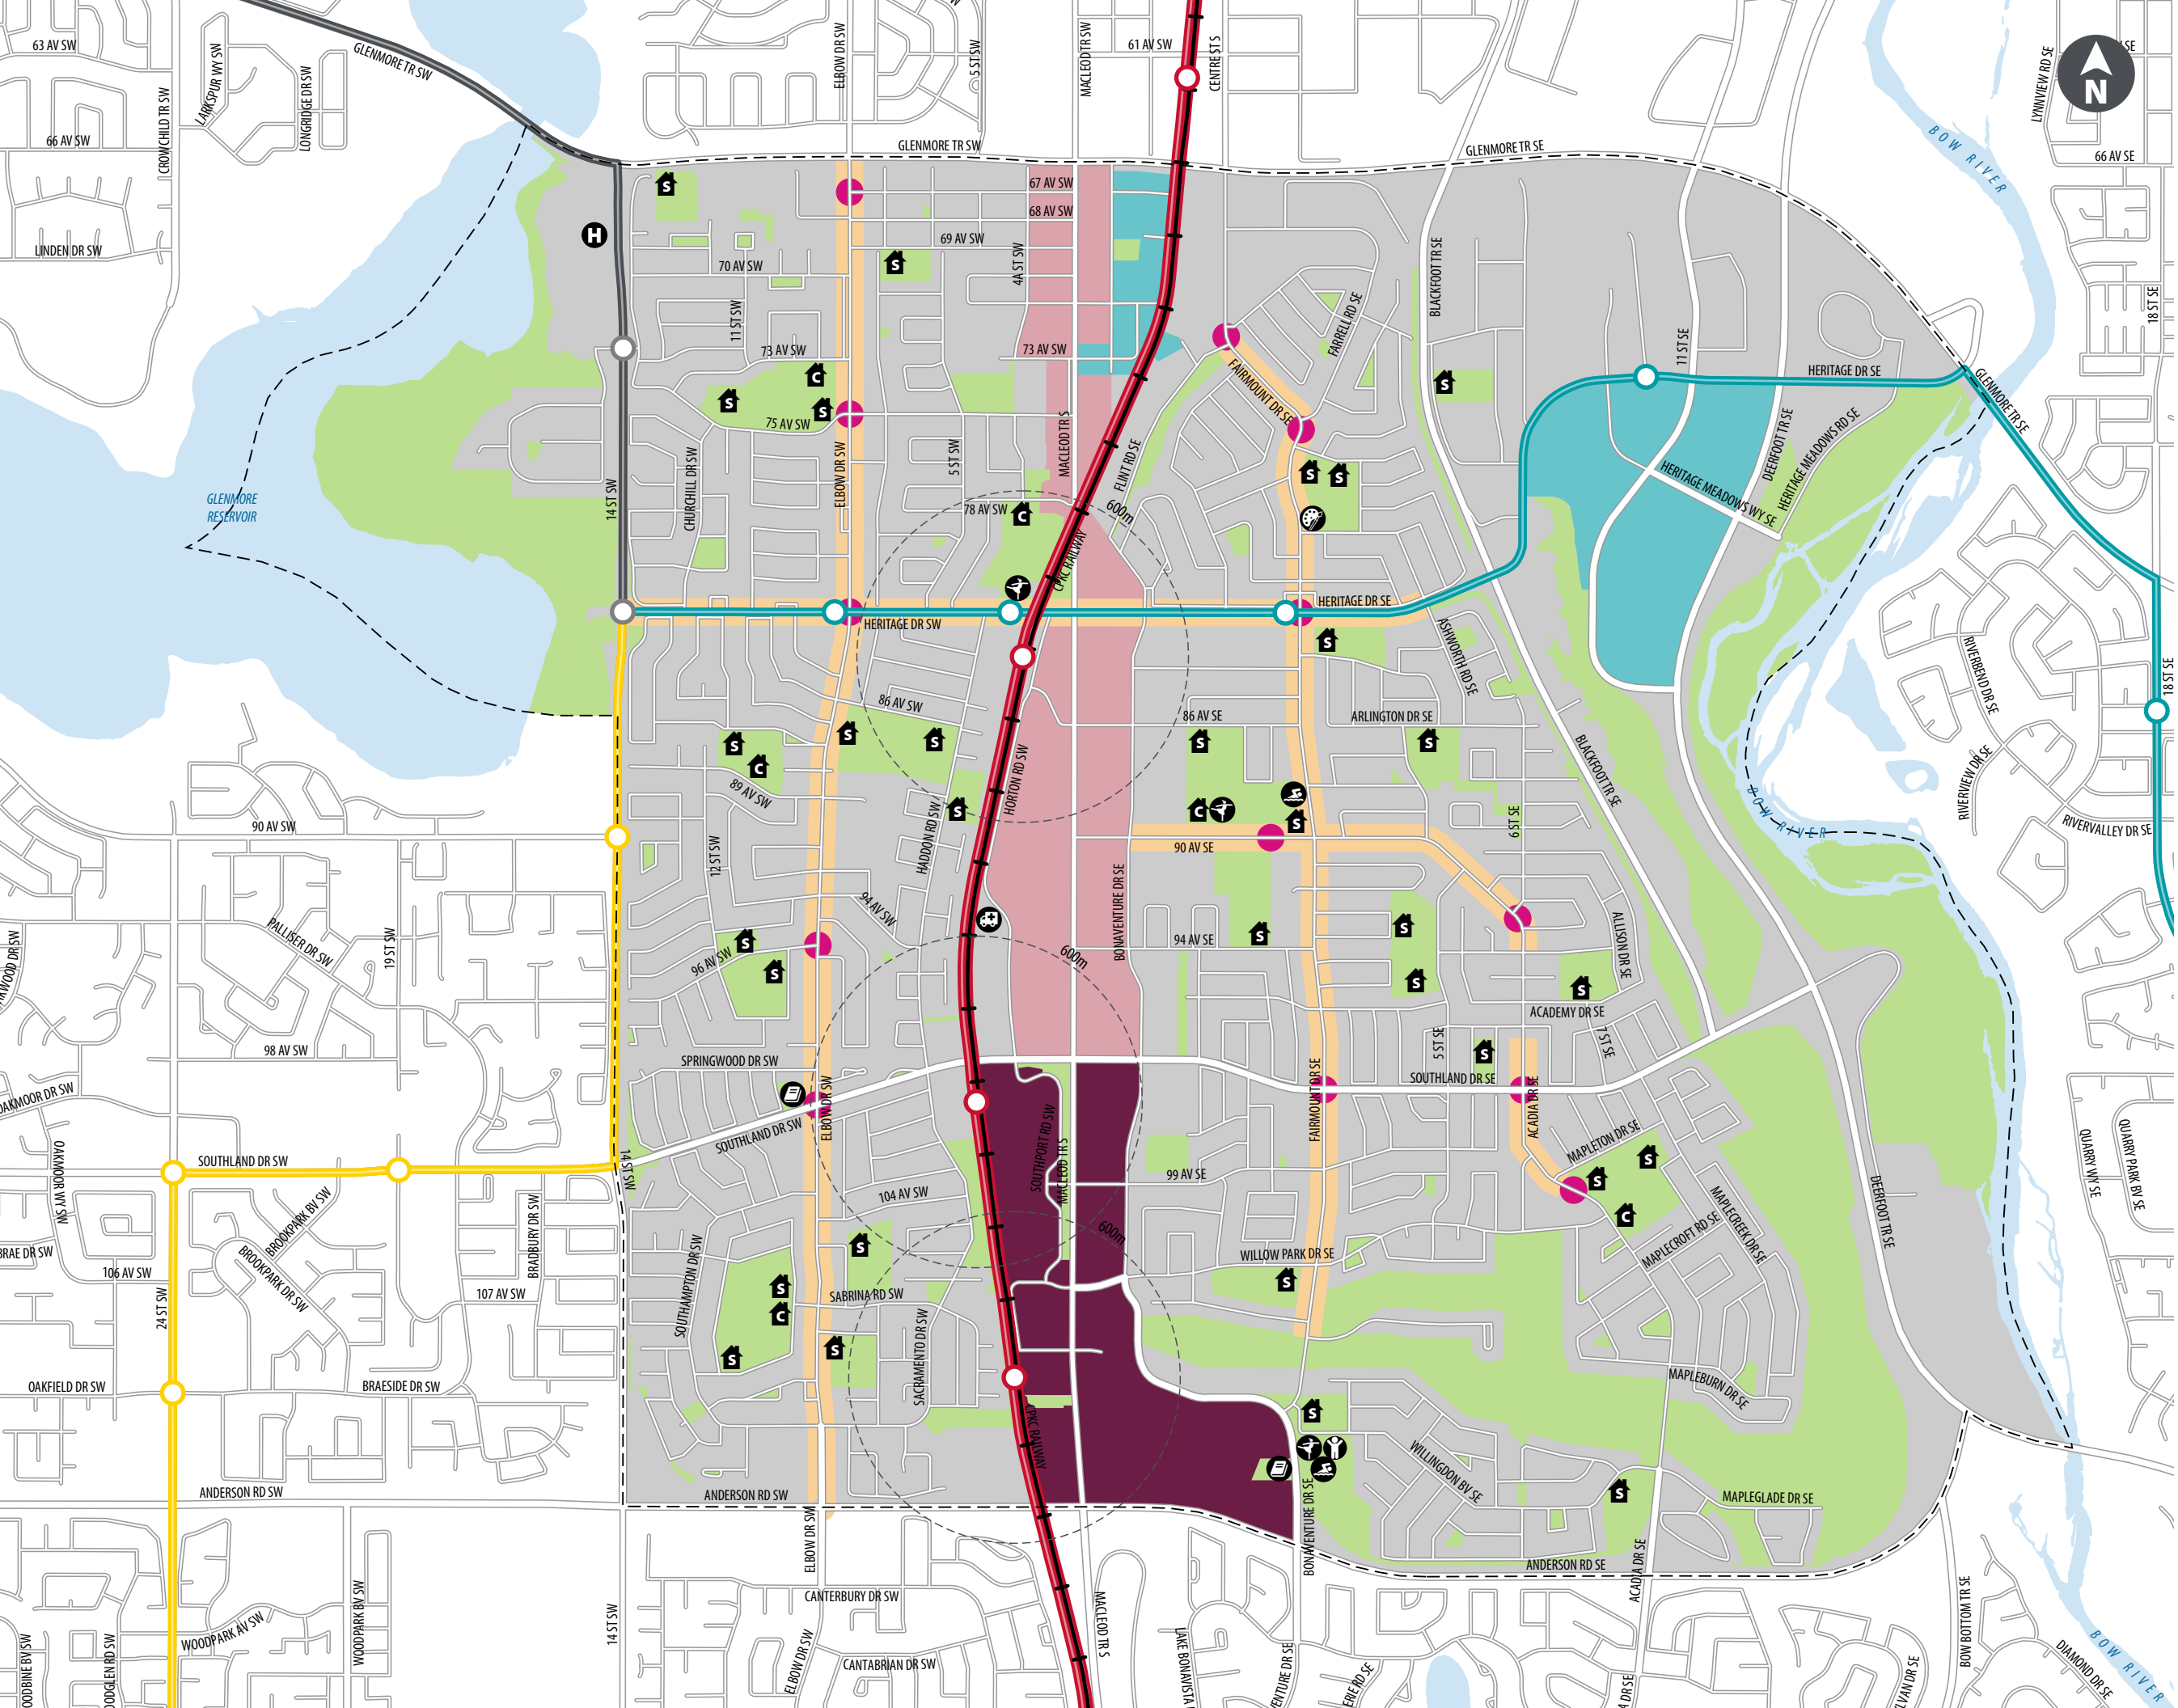 63 AV SW
LARKSPUR WY SW
LONGRIDGE DR SW
CROWCHILD TR SW
66 AV SW
LINDEN DR SW
GLENMORE TR SW
ELBOW DR SW
5 ST SW
MACLEOD TR SW
61 AV SW
CENTRE ST S
GLENMORE TR SW
GLENMORE TR SE
LYNNVIEW RD SE
SE
N
BOW RIVER
66 AV SE
18 ST SE
67 AV SW
68 AV SW
69 AV SW
70 AV SW
4A ST SW
11 ST SW
73 AV SW
73 AV SW
75 AV SW
H
S
S
C
S
S
S
FARRELL RD SE
BLACKFOOT TR SE
FAIRMOUNT DR SE
11 ST SE
HERITAGE DR SE
GLENMORE TR SE
DEERFOOT TR SE
HERITAGE MEADOWS RD SE
HERITAGE MEADOWS WY SE
GLENMORE
RESERVOIR
14 ST SW
CHURCHILL DR SW
ELBOW DR SW
5 ST SW
MACLEOD TR S
FLINT RD SE
78 AV SW
C
600m
S
S
CPKC RAILWAY
HERITAGE DR SW
HERITAGE DR SE
S
ASHWORTH RD SE
RIVERBEND DR SE
18 ST SE
86 AV SW
86 AV SE
ARLINGTON DR SE
S
C
S
S
S
S
S
89 AV SW
HORTON RD SW
HADDON RD SW
BLACKFOOT TR SE
6 ST SE
BOW RIVER
RIVERVIEW DR SE
RIVERVALLEY DR SE
90 AV SW
C
S
90 AV SE
12 ST SW
94 AV SW
BONAVENTURE DR SE
PALLISER DR SW
19 ST SW
96 AV SW
S
S
94 AV SE
S
S
S
S
600m
ALLISON DR SE
ACADEMY DR SE
98 AV SW
SPRINGWOOD DR SW
5 ST SE
7 ST SE
S
OAKMOOR DR SW
ELBOW DR SW
SOUTHLAND DR SW
SOUTHLAND DR SE
FAIRMOUNT DR SE
ACADIA DR SE
MAPLETON DR SE
SOUTHPORT RD SW
MACLEOD TR S
OAKMOOR WY SW
SOUTHLAND DR SW
14 ST SW
104 AV SW
99 AV SE
S
S
C
MAPLECREEK DR SE
MAPLECROFT RD SE
DEERFOOT TR SE
QUARRY WY SE
QUARRY PARK BV SE
BROOKPARK BV SW
BROOKPARK DR SW
BRADBURY DR SW
BRAE DR SW
106 AV SW
24 ST SW
107 AV SW
SOUTHAMPTON DR SW
S
S
C
S
S
SABRINA RD SW
SACRAMENTO DR SW
600m
WILLOW PARK DR SE
S
OAKFIELD DR SW
BRAESIDE DR SW
MAPLEBURN DR SE
CPKC RAILWAY
S
WILLINGDON BV SE
S
MAPLEGLADE DR SE
ANDERSON RD SW
ANDERSON RD SW
BONAVENTURE DR SE
ANDERSON RD SE
ACADIA DR SE
ELBOW DR SW
CANTERBURY DR SW
14 ST SW
WOODPARK BV SW
WOODPARK AV SW
ELBOW DR SW
CANTABRIAN DR SW
MACLEOD TR S
LAKE BONAVISTA
BOW BOTTOM TR SE
DIAMOND DR SE
BOW RIVER